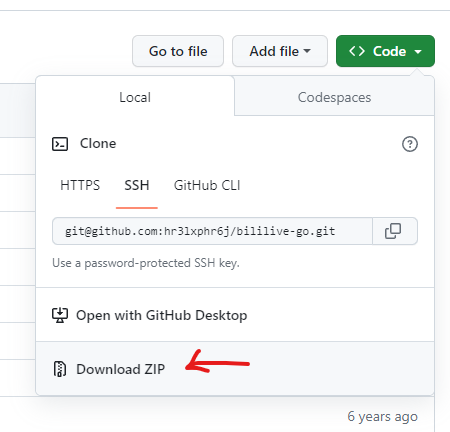 Go to file Add file <> Code
Local Codespaces
Clone
HTTPS SSH GitHub CLI
git@github.com:hr3lxphr6j/bililive-go.git
Use a password-protected SSH key.
Open with GitHub Desktop
Download ZIP
6 years ago